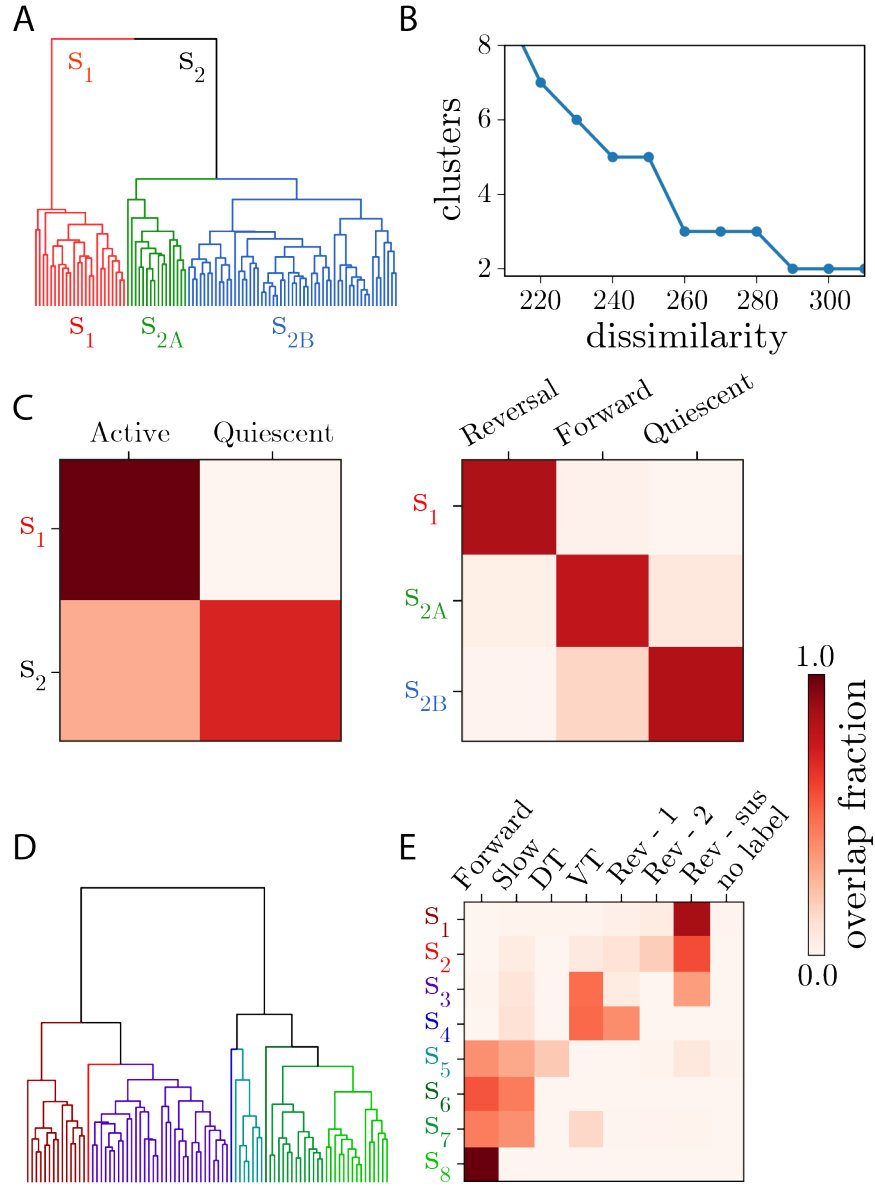 A
S1 S2
S1 S2A S2B
B
8
6
4
2
clusters
220 240 260 280 300
dissimilarity
C
Active Quiescent
S1
S2
Reversal Forward Quiescent
S1
S2A
S2B
1.0
0.0
overlap fraction
D
E
Forward Slow DT VT Rev - 1 Rev - 2 Rev - sus no label
S1
S2
S3
S4
S5
S6
S7
S8